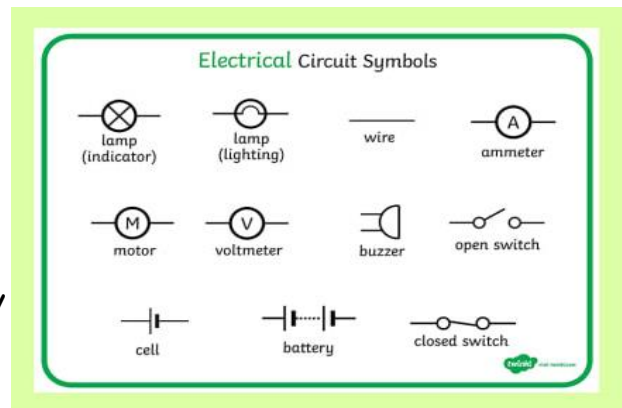 Electrical Circuit Symbols
lamp
(indicator)
lamp
(lighting)
wire
A
ammeter
M
motor
V
voltmeter
buzzer
open switch
cell
battery
closed switch
twinkl